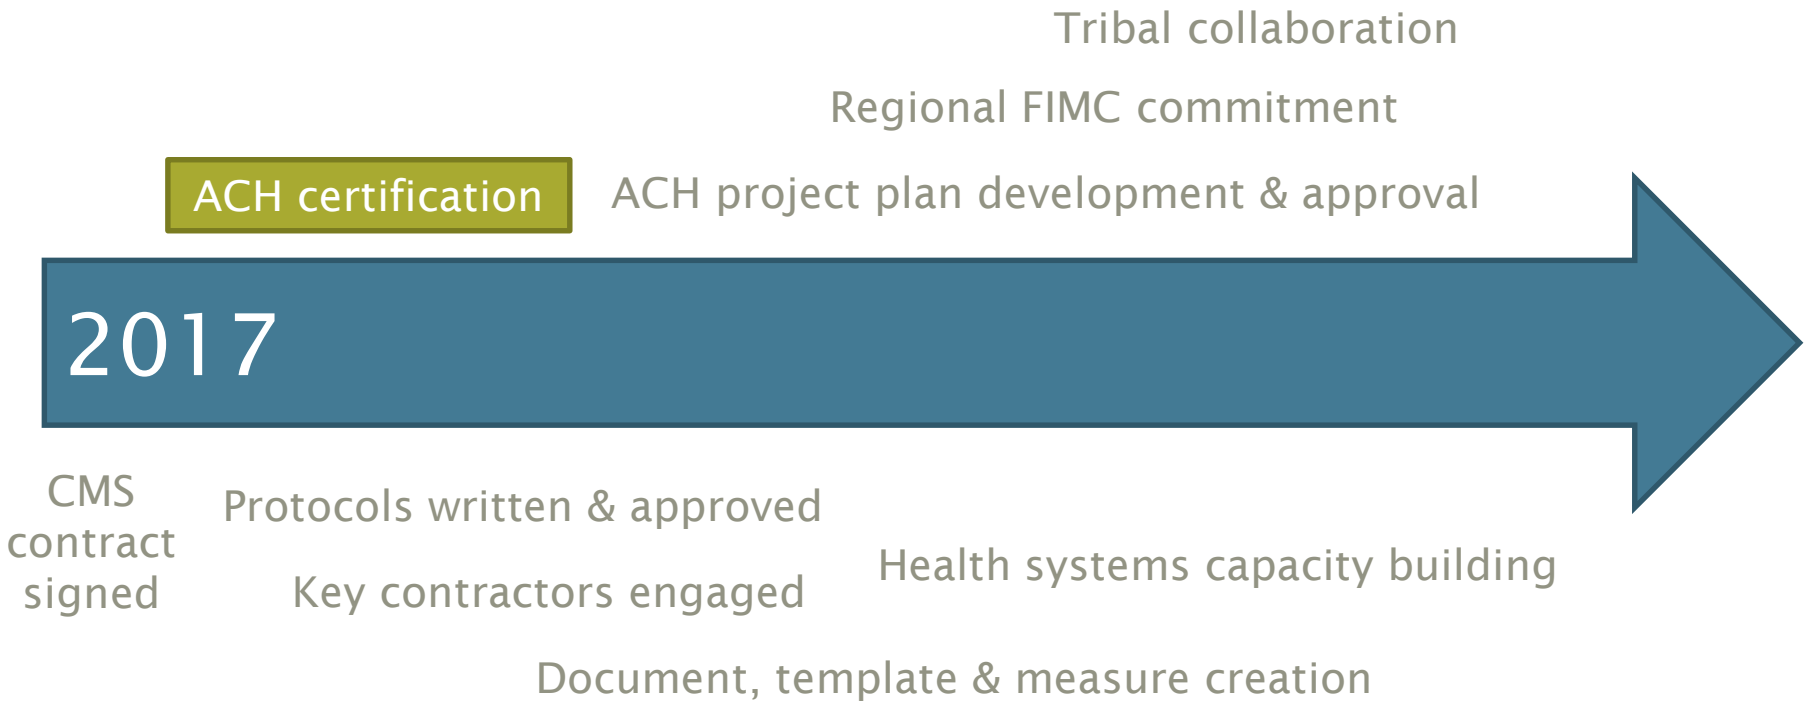 Tribal collaboration
Regional FIMC commitment
ACH certification
ACH project plan development & approval
2017
CMS
contract
signed
Protocols written & approved
Key contractors engaged
Health systems capacity building
Document, template & measure creation